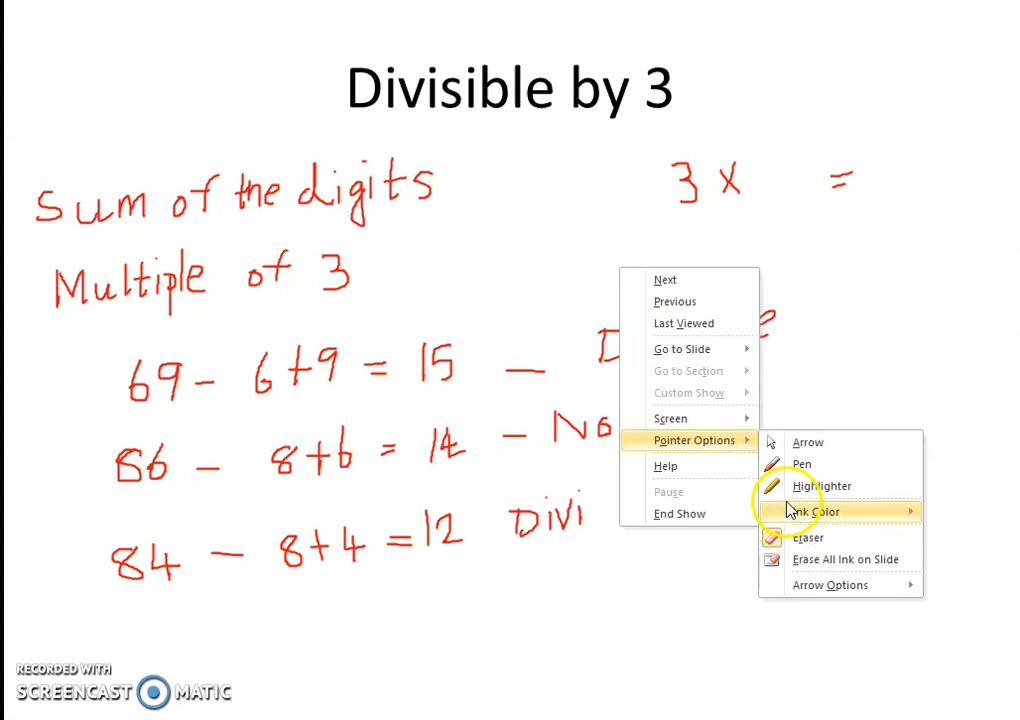 Divisible by 3
Sum of the digits
3 x =
Multiple of 3
69 - 6+9 = 15 —
86 - 8+6 = 14 - No
84 - 8+4 = 12 Divi
Next
Previous
Last Viewed
Go to Slide
Go to Section
Custom Show
Screen
Pointer Options
Help
Pause
End Show
Arrow
Pen
Highlighter
Ink Color
Eraser
Erase All Ink on Slide
Arrow Options
RECORDED WITH
SCREENCAST MATIC